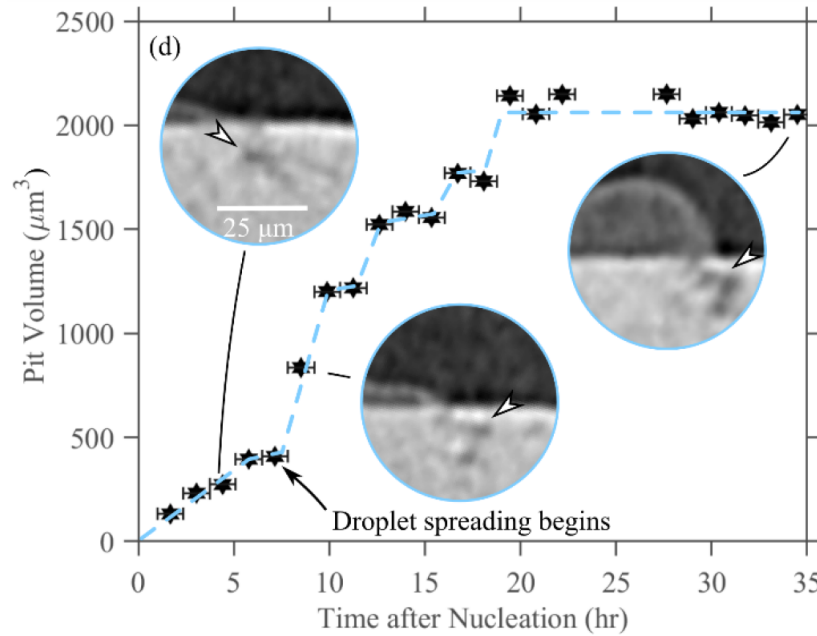 (d)
2500
2000
1500
1000
500
0
Pit Volume (μm³)
25 μm
Droplet spreading begins
0 5 10 15 20 25 30 35
Time after Nucleation (hr)